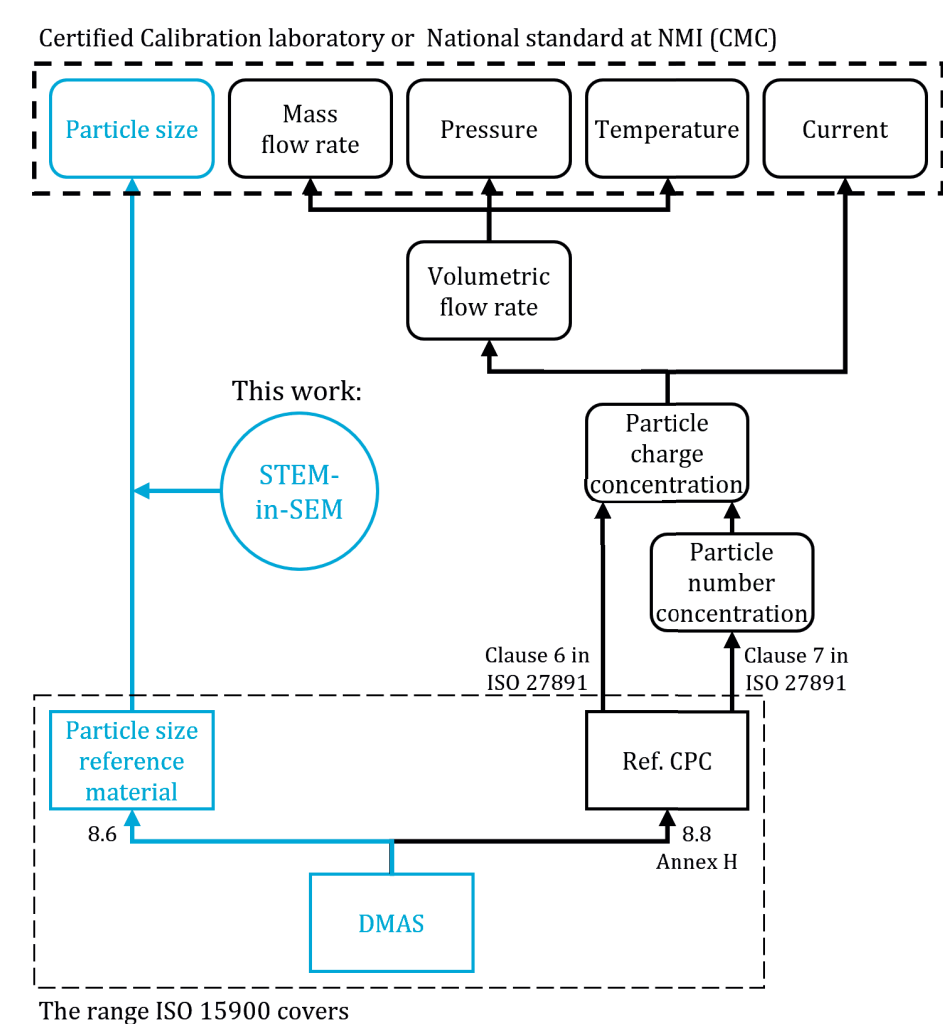 Certified Calibration laboratory or National standard at NMI (CMC)
Particle size
Mass
flow rate
Pressure
Temperature
Current
Volumetric
flow rate
This work:
STEM-
in-SEM
Particle
charge
concentration
Particle
number
concentration
Clause 6 in
ISO 27891
Clause 7 in
ISO 27891
Particle size
reference
material
Ref. CPC
8.6
8.8
Annex H
DMAS
The range ISO 15900 covers